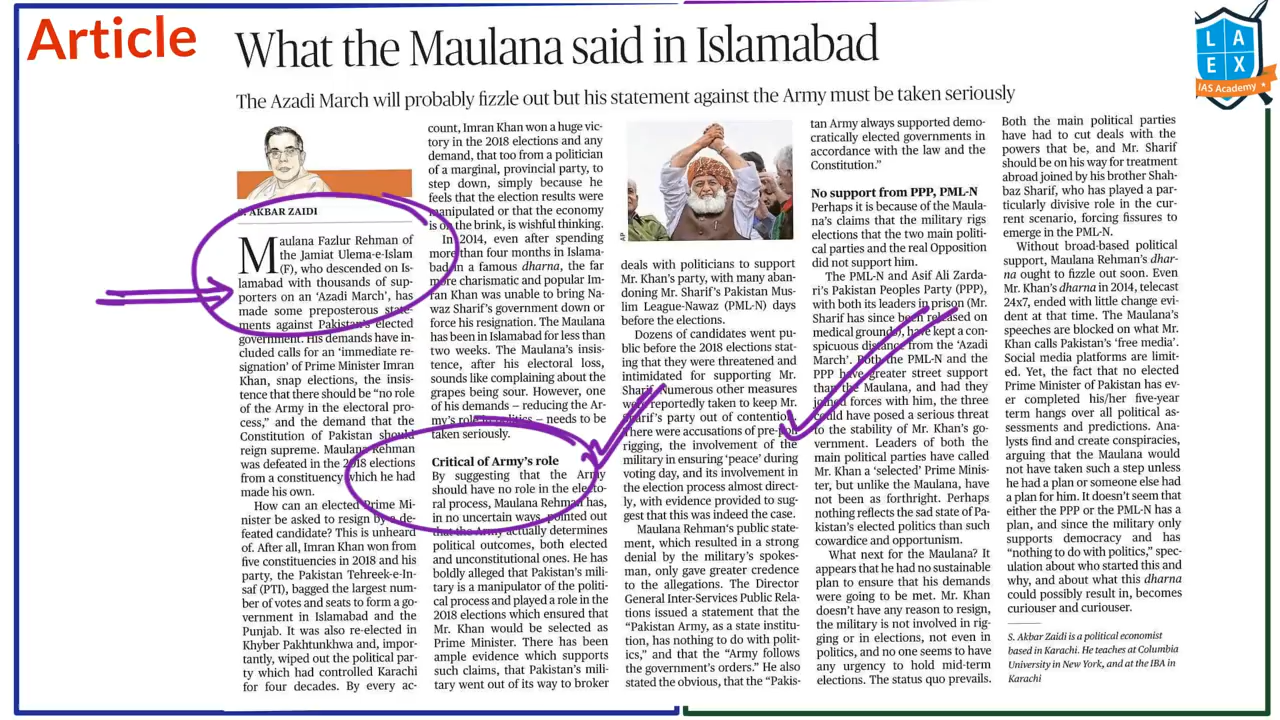 Article
What the Maulana said in Islamabad
The Azadi March will probably fizzle out but his statement against the Army must be taken seriously
L A
E X
IAS Academy
S. AKBAR ZAIDI
Maulana Fazlur Rehman of
the Jamiat Ulema-e-Islam
(F), who descended on Is-
lamabad with thousands of sup-
porters on an ‘Azadi March’, has
made some preposterous state-
ments against Pakistan’s elected
government. His demands have in-
cluded calls for an ‘immediate re-
signation’ of Prime Minister Imran
Khan, snap elections, the insis-
tence that there should be “no role
of the Army in the electoral pro-
cess,” and the demand that the
Constitution of Pakistan should
reign supreme. Maulana Rehman
was defeated in the 2018 elections
from a constituency which he had
made his own.
How can an elected Prime Mi-
nister be asked to resign by a de-
feated candidate? This is unheard
of. After all, Imran Khan won from
five constituencies in 2018 and his
party, the Pakistan Tehreek-e-In-
saf (PTI), bagged the largest num-
ber of votes and seats to form a go-
vernment in Islamabad and the
Punjab. It was also re-elected in
Khyber Pakhtunkhwa and, im-
portantly, wiped out the political par-
ty which had controlled Karachi
for four decades. By every ac-
count, Imran Khan won a huge vic-
tory in the 2018 elections and any
demand, that too from a politician
of a marginal, provincial party, to
step down, simply because he
feels that the election results were
manipulated or that the economy
is on the brink, is wishful thinking.
In 2014, even after spending
more than four months in Islama-
bad in a famous dharna, the far
more charismatic and popular Im-
ran Khan was unable to bring Na-
waz Sharif’s government down or
force his resignation. The Maulana
has been in Islamabad for less than
two weeks. The Maulana’s insis-
tence, after his electoral loss,
sounds like complaining about the
grapes being sour. However, one
of his demands – reducing the Ar-
my’s role in politics – needs to be
taken seriously.
Critical of Army’s role
By suggesting that the Army
should have no role in the electo-
ral process, Maulana Rehman has,
in no uncertain ways, pointed out
that the Army actually determines
political outcomes, both elected
and unconstitutional ones. He has
boldly alleged that Pakistan’s mili-
tary is a manipulator of the politi-
cal process and played a role in the
2018 elections which ensured that
Mr. Khan would be selected as
Prime Minister. There has been
ample evidence which supports
such claims, that Pakistan’s mili-
tary went out of its way to broker
AP
deals with politicians to support
Mr. Khan’s party, with many aban-
doning Mr. Sharif’s Pakistan Mus-
lim League-Nawaz (PML-N) days
before the elections.
Dozens of candidates went pu-
blic before the 2018 elections stat-
ing that they were threatened and
intimidated for supporting Mr.
Sharif. Numerous other measures
were reportedly taken to keep Mr.
Sharif’s party out of contention.
There were accusations of pre-poll
rigging, the involvement of the
military in ensuring ‘peace’ during
voting day, and its involvement in
the election process almost direct-
ly, with evidence provided to sug-
gest that this was indeed the case.
Maulana Rehman‘s public state-
ment, which resulted in a strong
denial by the military’s spokes-
man, only gave greater credence
to the allegations. The Director
General Inter-Services Public Rela-
tions issued a statement that the
“Pakistan Army, as a state institu-
tion, has nothing to do with polit-
ics,” and that the “Army follows
the government’s orders.” He also
stated the obvious, that the “Pakis-
tan Army always supported demo-
cratically elected governments in
accordance with the law and the
Constitution.”
No support from PPP, PML-N
Perhaps it is because of the Maula-
na’s claims that the military rigs
elections that the two main politi-
cal parties and the real Opposition
did not support him.
The PML-N and Asif Ali Zarda-
ri’s Pakistan Peoples Party (PPP),
with both its leaders in prison (Mr.
Sharif has since been released on
medical grounds), have kept a con-
spicuous distance from the ‘Azadi
March’. Both the PML-N and the
PPP have greater street support
than the Maulana, and had they
joined forces with him, the three
could have posed a serious threat
to the stability of Mr. Khan’s go-
vernment. Leaders of both the
main political parties have called
Mr. Khan a ‘selected’ Prime Minis-
ter, but unlike the Maulana, have
not been as forthright. Perhaps
nothing reflects the sad state of Pa-
kistan’s elected politics than such
cowardice and opportunism.
What next for the Maulana? It
appears that he had no sustainable
plan to ensure that his demands
were going to be met. Mr. Khan
doesn’t have any reason to resign,
the military is not involved in rig-
ging or in elections, not even in
politics, and no one seems to have
any urgency to hold mid-term
elections. The status quo prevails.
Both the main political parties
have had to cut deals with the
powers that be, and Mr. Sharif
should be on his way for treatment
abroad joined by his brother Shah-
baz Sharif, who has played a par-
ticularly divisive role in the cur-
rent scenario, forcing fissures to
emerge in the PML-N.
Without broad-based political
support, Maulana Rehman’s dhar-
na ought to fizzle out soon. Even
Mr. Khan’s dharna in 2014, telecast
24x7, ended with little change evi-
dent at that time. The Maulana’s
speeches are blocked on what Mr.
Khan calls Pakistan’s ‘free media’.
Social media platforms are limit-
ed. Yet, the fact that no elected
Prime Minister of Pakistan has ev-
er completed his/her five-year
term hangs over all political as-
sessments and predictions. Ana-
lysts find and create conspiracies,
arguing that the Maulana would
not have taken such a step unless
he had a plan or someone else had
a plan for him. It doesn’t seem that
either the PPP or the PML-N has a
plan, and since the military only
supports democracy and has
“nothing to do with politics,” spec-
ulation about who started this and
why, and about what this dharna
could possibly result in, becomes
curiouser and curiouser.
S. Akbar Zaidi is a political economist
based in Karachi. He teaches at Columbia
University in New York, and at the IBA in
Karachi